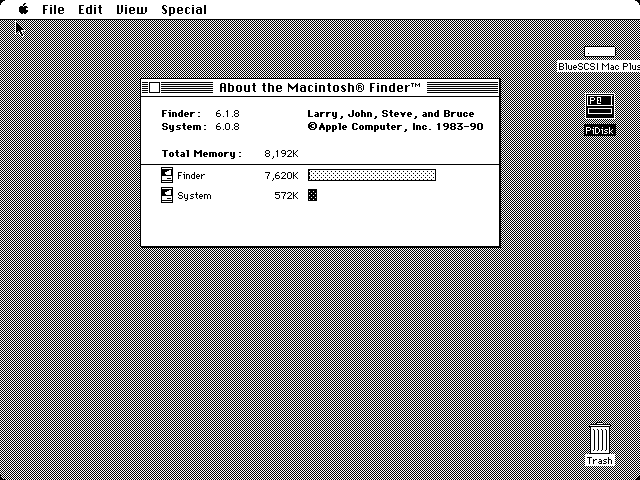 File Edit View Special
BlueSCSI Mac Plus
PiDisk
About the Macintosh® Finder™
Finder: 6.1.8
Larry, John, Steve, and Bruce
System: 6.0.8
©Apple Computer, Inc. 1983-90
Total Memory: 8,192K
Finder 7,620K
System 572K
Trash